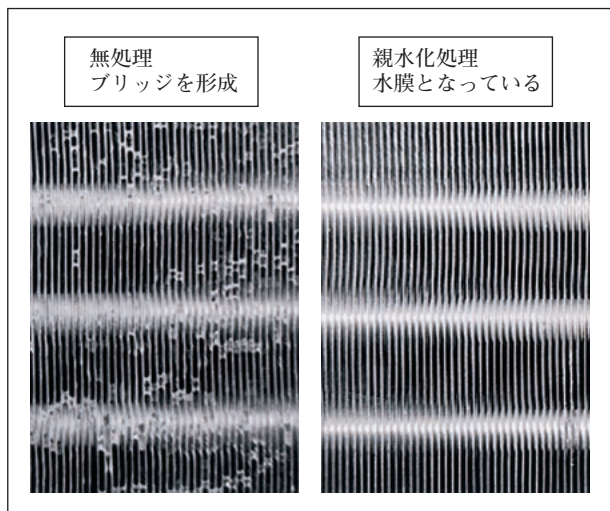 無処理
ブリッジを形成
親水化処理
水膜となっている